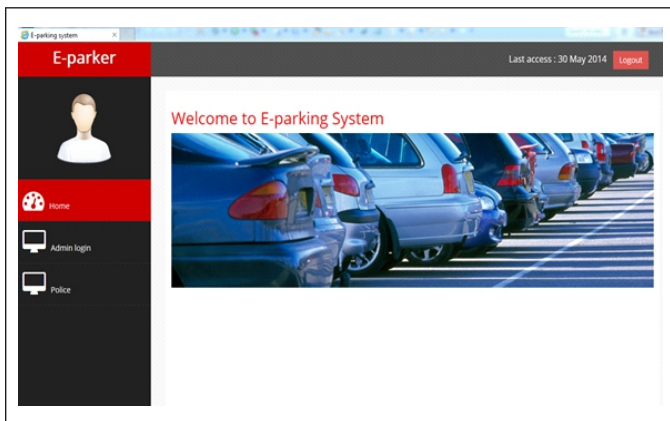 E-parking system
E-parker
Last access : 30 May 2014 Logout
Welcome to E-parking System
Home
Admin login
Police